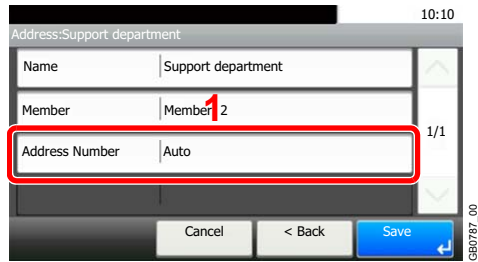 10:10
Address:Support department
Name Support department
Member Member: 2
1
1/1
Address Number Auto
Cancel < Back Save
GB0787_00